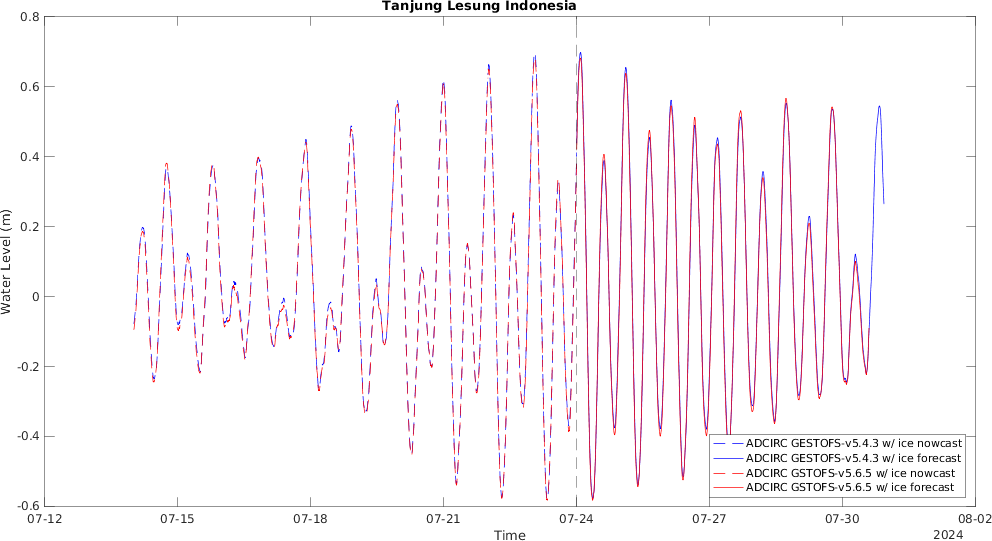 Tanjung Lesung Indonesia
0.8
0.6
0.4
0.2
0
-0.2
-0.4
-0.6
Water Level (m)
07-12
07-15
07-18
07-21
07-24
07-27
07-30
08-02
Time
2024
ADCIRC GESTOFS-v5.4.3 w/ ice nowcast
ADCIRC GESTOFS-v5.4.3 w/ ice forecast
ADCIRC GSTOFS-v5.6.5 w/ ice nowcast
ADCIRC GSTOFS-v5.6.5 w/ ice forecast